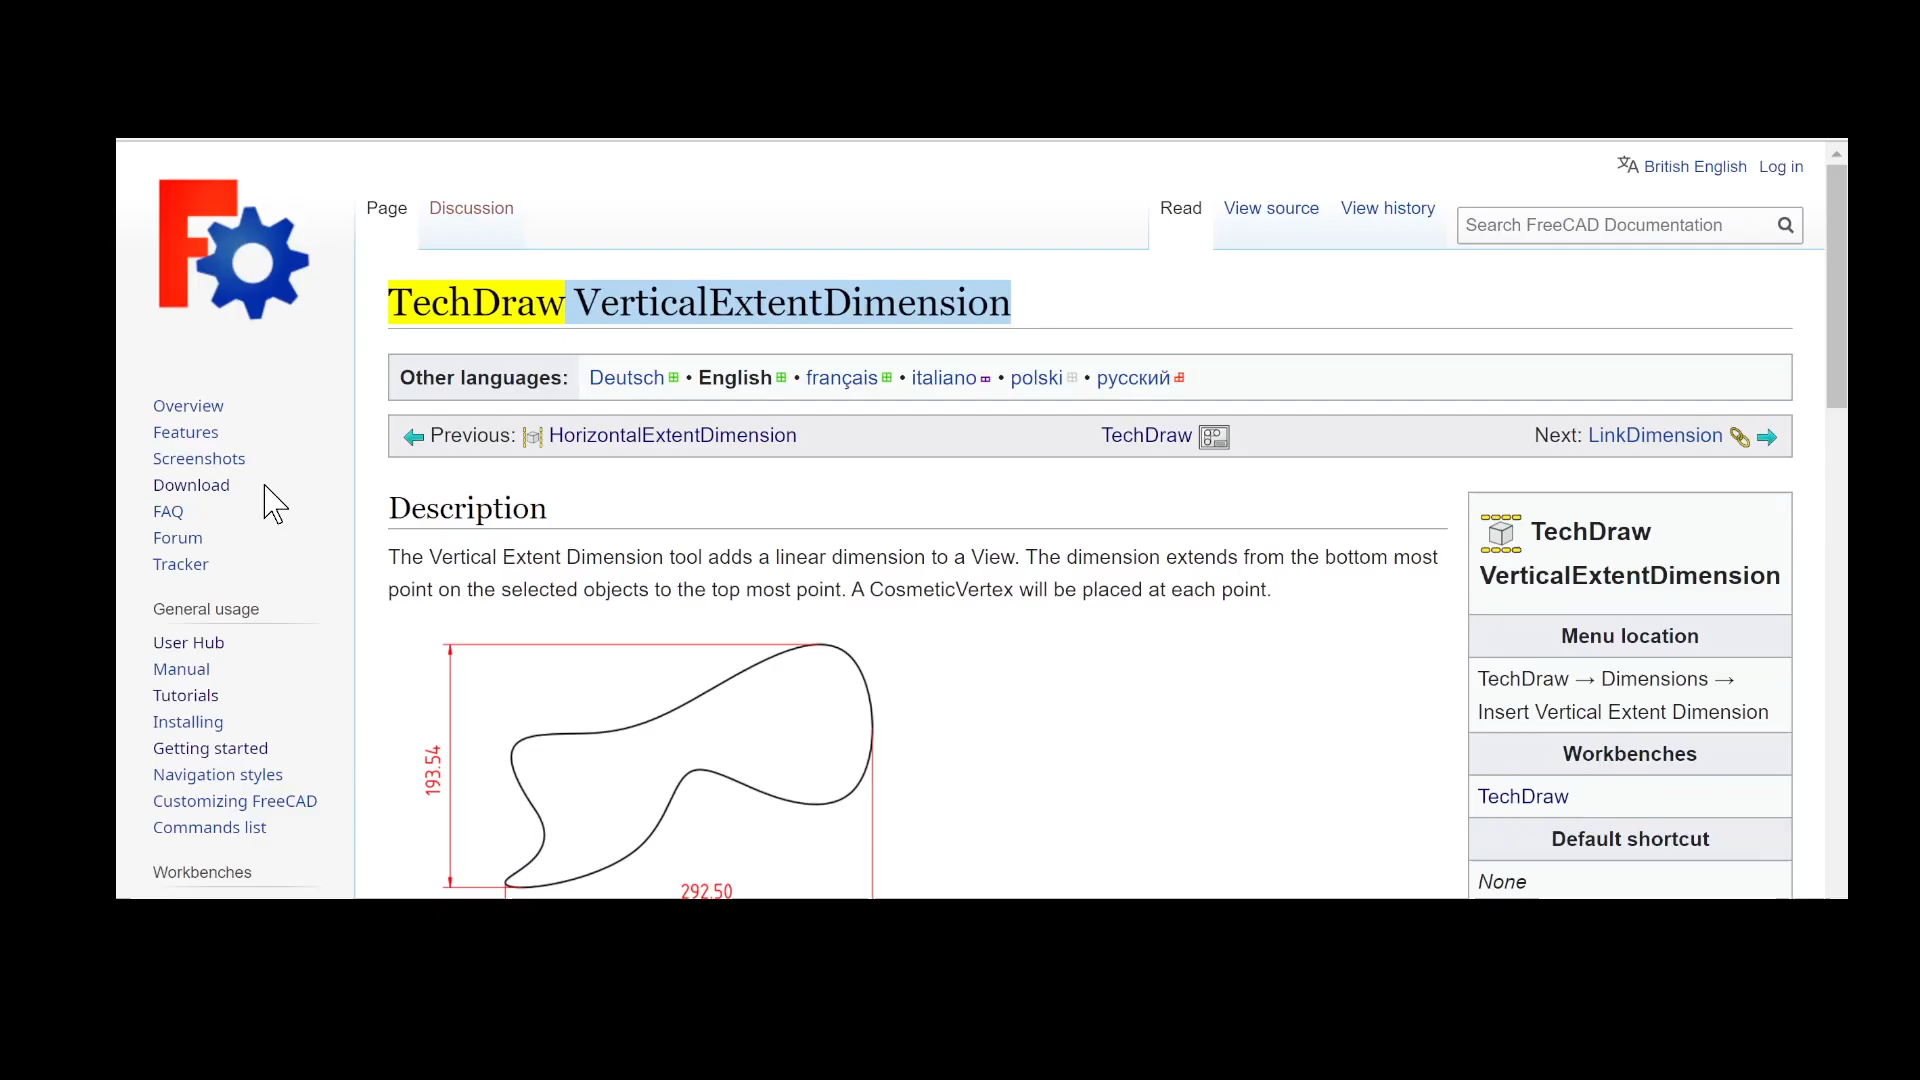 British English Log in
Page Discussion Read View source View history Search FreeCAD Documentation
TechDraw VerticalExtentDimension
Other languages: Deutsch • English • français • italiano • polski • русский
Previous: HorizontalExtentDimension TechDraw Next: LinkDimension
Overview
Features
Screenshots
Download
FAQ
Forum
Tracker
General usage
User Hub
Manual
Tutorials
Installing
Getting started
Navigation styles
Customizing FreeCAD
Commands list
Workbenches
Description
The Vertical Extent Dimension tool adds a linear dimension to a View. The dimension extends from the bottom most
point on the selected objects to the top most point. A CosmeticVertex will be placed at each point.
193.54
292.50
TechDraw
VerticalExtentDimension
Menu location
TechDraw → Dimensions →
Insert Vertical Extent Dimension
Workbenches
TechDraw
Default shortcut
None